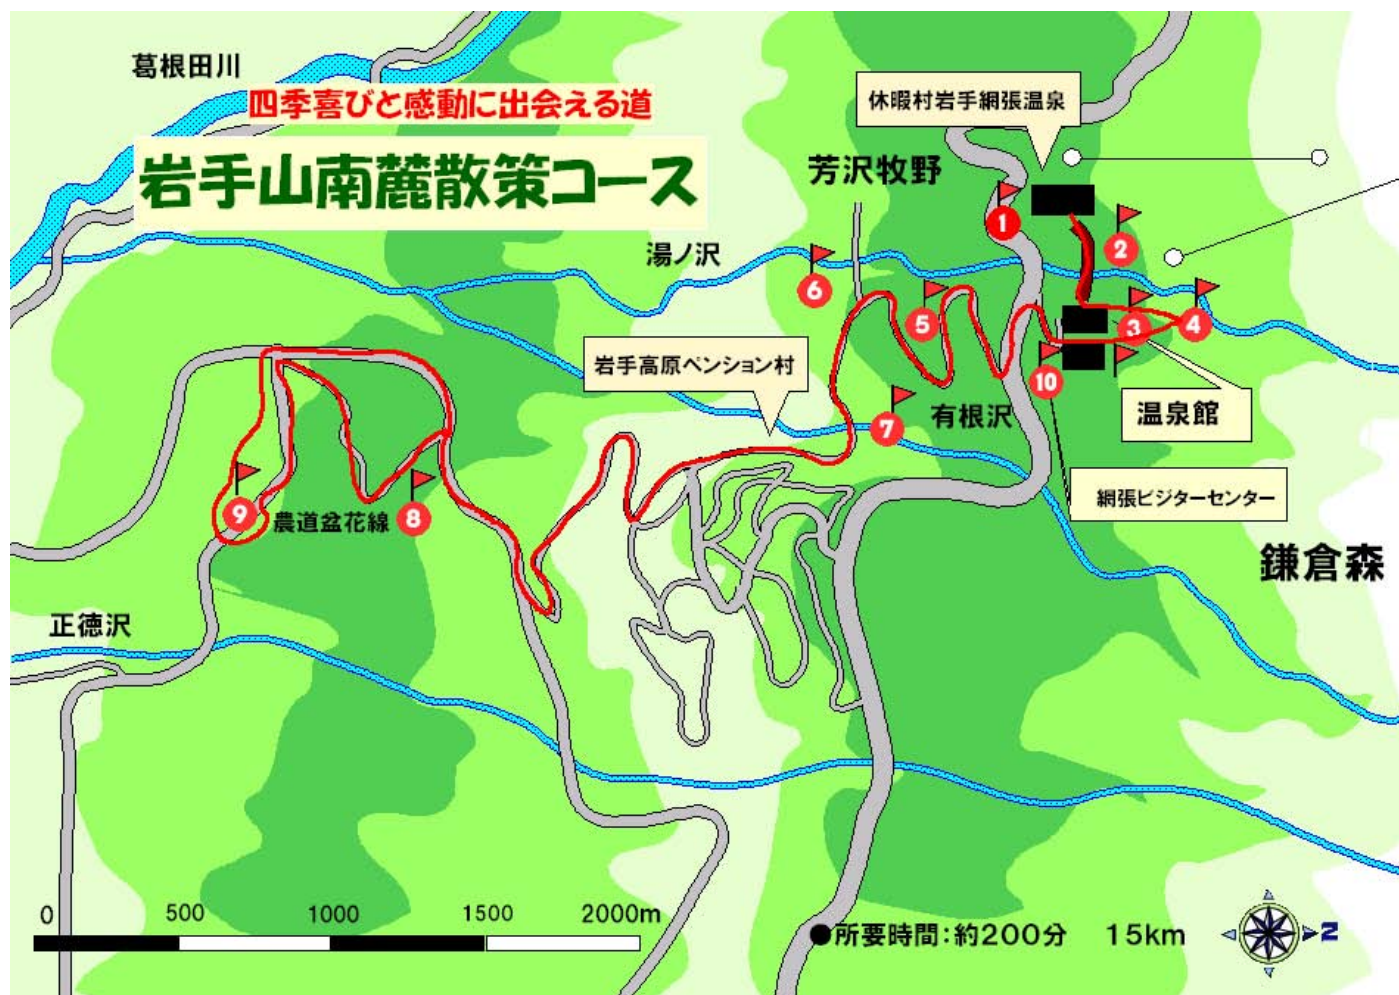 葛根田川
四季喜びと感動に出会える道
岩手山南麓散策コース
休暇村岩手網張温泉
芳沢牧野
1
2
湯ノ沢
6
5
3
4
岩手高原ペンション村
10
7
有根沢
温泉館
9
農道盆花線
8
網張ビジターセンター
鎌倉森
正徳沢
0 500 1000 1500 2000m
●所要時間:約200分 15km
N